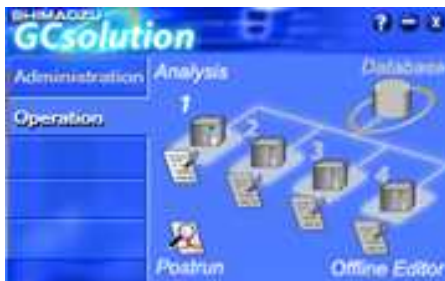 SHIMADZU
GCsolution
? – x
Administration
Operation
Analysis
Database
1
2
3
4
Postrun
Offline Editor